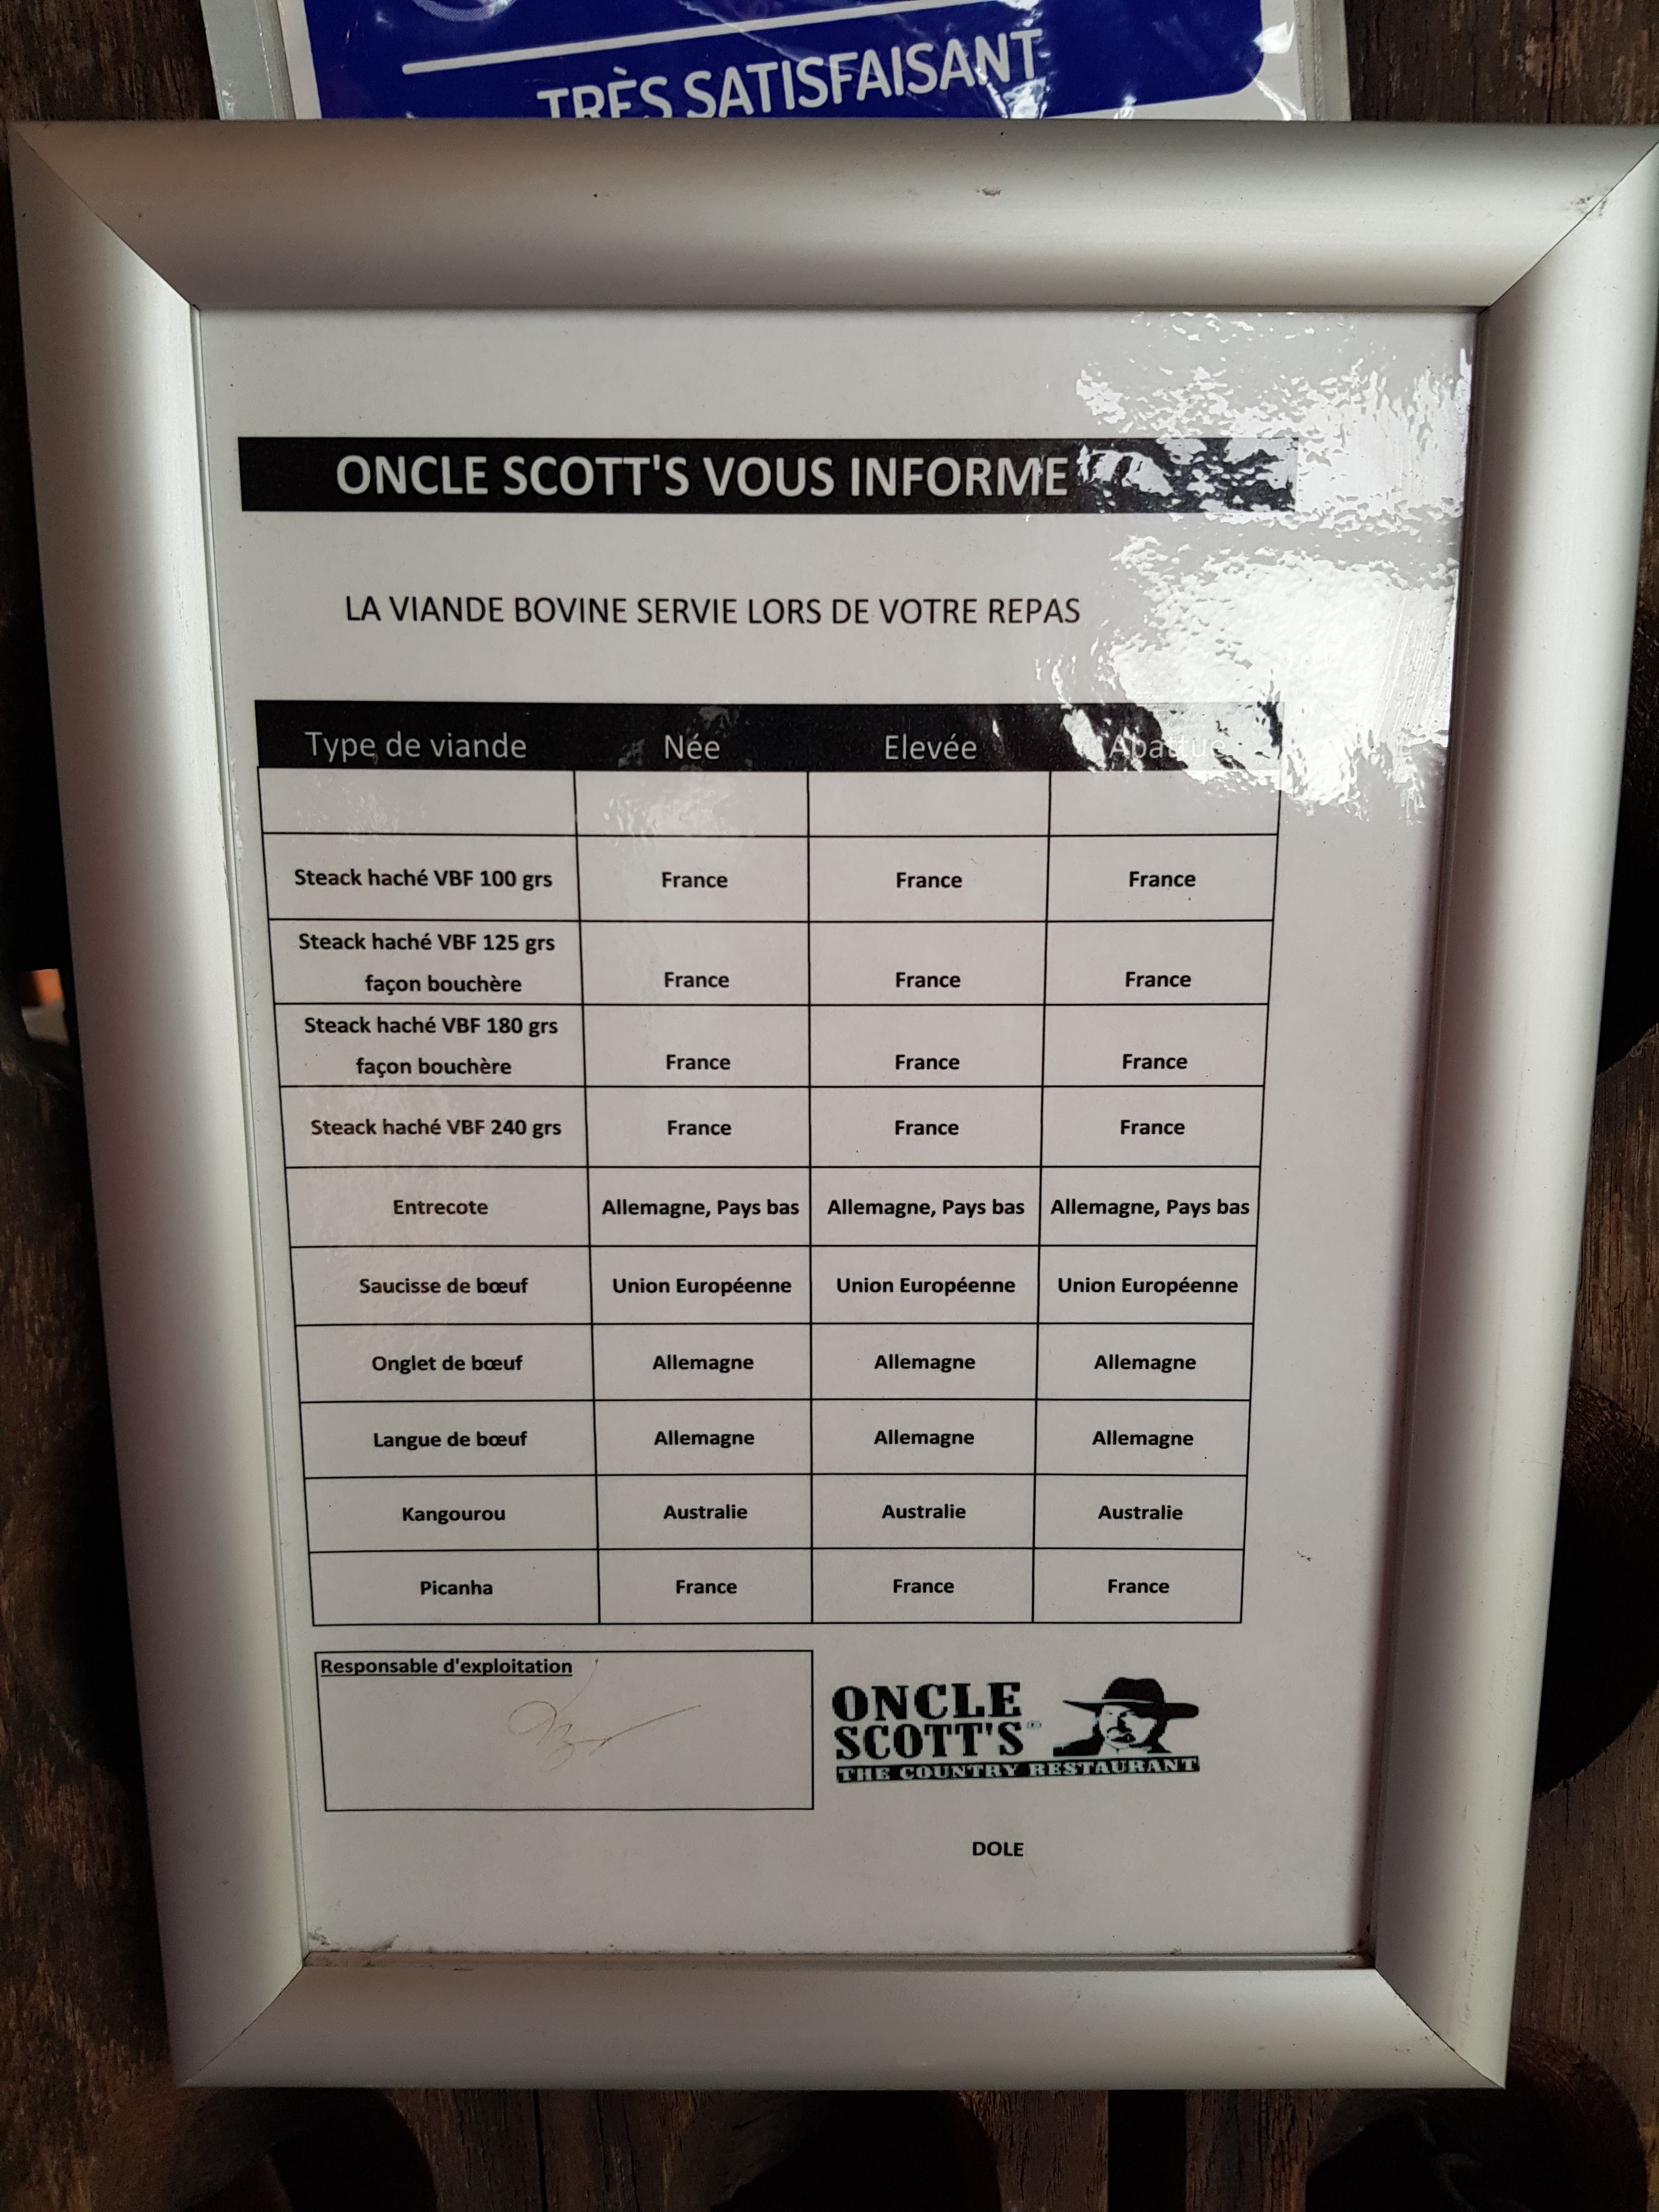 TRÈS SATISFAISANT
ONCLE SCOTT'S VOUS INFORME
LA VIANDE BOVINE SERVIE LORS DE VOTRE REPAS
Type de viande Née Elevée Abattue
Steack haché VBF 100 grs France France France
Steack haché VBF 125 grs
façon bouchère France France France
Steack haché VBF 180 grs
façon bouchère France France France
Steack haché VBF 240 grs France France France
Entrecote Allemagne, Pays bas Allemagne, Pays bas Allemagne, Pays bas
Saucisse de bœuf Union Européenne Union Européenne Union Européenne
Onglet de bœuf Allemagne Allemagne Allemagne
Langue de bœuf Allemagne Allemagne Allemagne
Kangourou Australie Australie Australie
Picanha France France France
Responsable d'exploitation
ONCLE
SCOTT'S®
THE COUNTRY RESTAURANT
DOLE